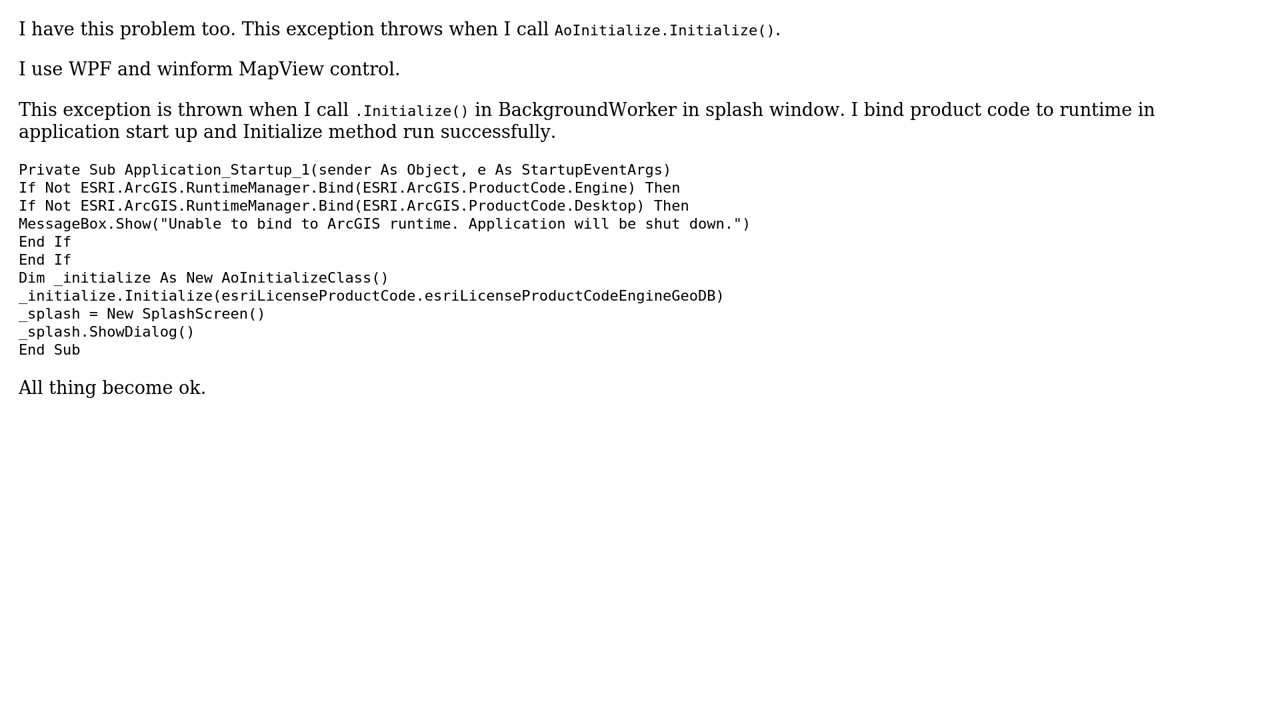 I have this problem too. This exception throws when I call AoInitialize.Initialize().
I use WPF and winform MapView control.
This exception is thrown when I call .Initialize() in BackgroundWorker in splash window. I bind product code to runtime in
application start up and Initialize method run successfully.
Private Sub Application_Startup_1(sender As Object, e As StartupEventArgs)
If Not ESRI.ArcGIS.RuntimeManager.Bind(ESRI.ArcGIS.ProductCode.Engine) Then
If Not ESRI.ArcGIS.RuntimeManager.Bind(ESRI.ArcGIS.ProductCode.Desktop) Then
MessageBox.Show("Unable to bind to ArcGIS runtime. Application will be shut down.")
End If
End If
Dim _initialize As New AoInitializeClass()
_initialize.Initialize(esriLicenseProductCode.esriLicenseProductCodeEngineGeoDB)
_splash = New SplashScreen()
_splash.ShowDialog()
End Sub
All thing become ok.